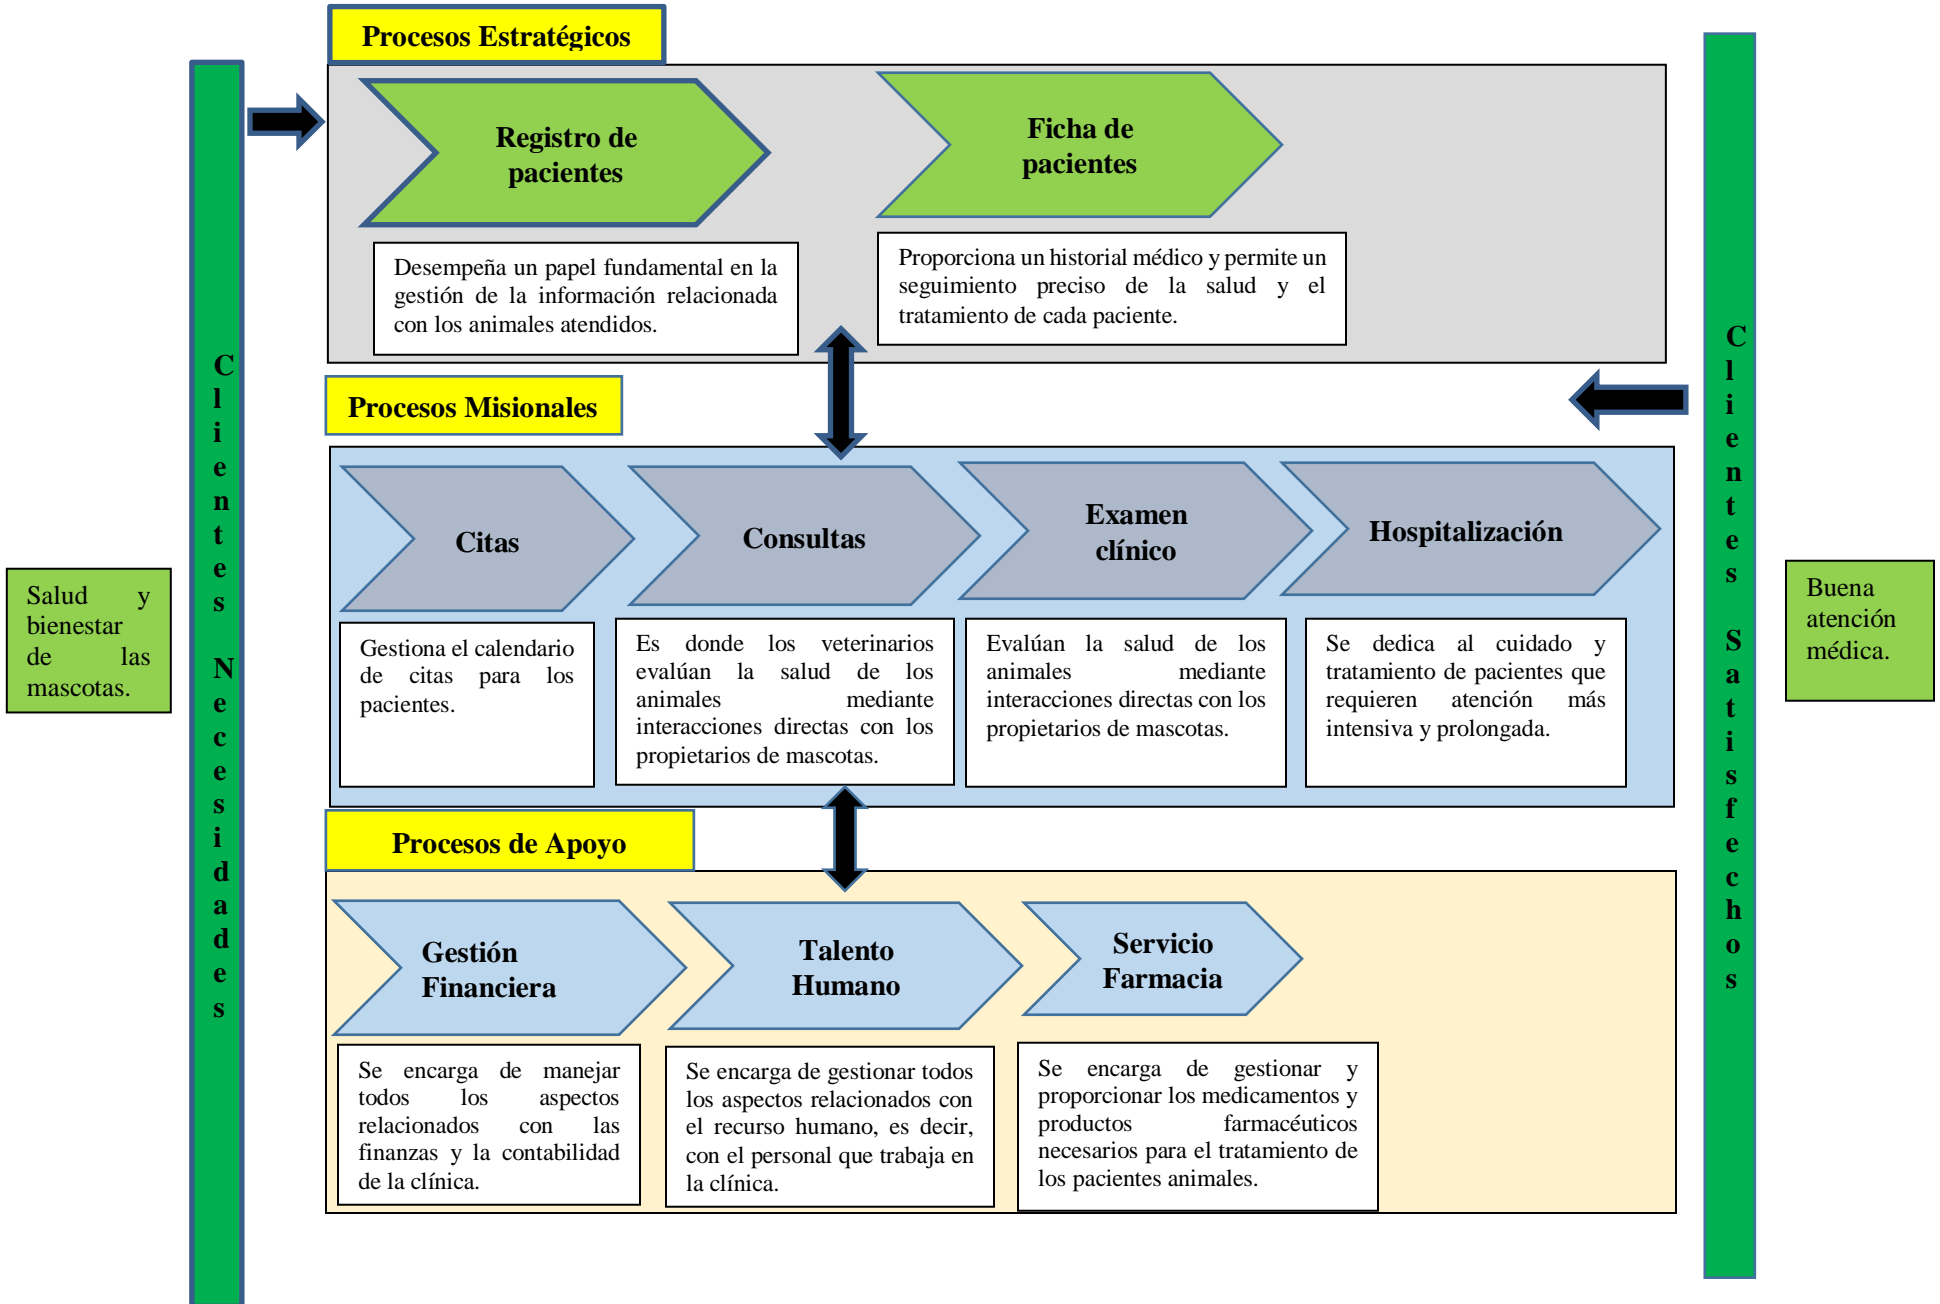 Procesos Estratégicos
Registro de
pacientes
Ficha de
pacientes
Desempeña un papel fundamental en la
gestión de la información relacionada
con los animales atendidos.
Proporciona un historial médico y permite un
seguimiento preciso de la salud y el
tratamiento de cada paciente.
Clientes Necesidades
Salud y
bienestar
de las
mascotas.
Procesos Misionales
Citas
Consultas
Examen
clínico
Hospitalización
Gestiona el calendario
de citas para los
pacientes.
Es donde los veterinarios
evalúan la salud de los
animales mediante
interacciones directas con los
propietarios de mascotas.
Evalúan la salud de los
animales mediante
interacciones directas con los
propietarios de mascotas.
Se dedica al cuidado y
tratamiento de pacientes que
requieren atención más
intensiva y prolongada.
Clientes Satisfechos
Buena
atención
médica.
Procesos de Apoyo
Gestión
Financiera
Talento
Humano
Servicio
Farmacia
Se encarga de manejar
todos los aspectos
relacionados con las
finanzas y la contabilidad
de la clínica.
Se encarga de gestionar todos
los aspectos relacionados con
el recurso humano, es decir,
con el personal que trabaja en
la clínica.
Se encarga de gestionar y
proporcionar los medicamentos y
productos farmacéuticos
necesarios para el tratamiento de
los pacientes animales.